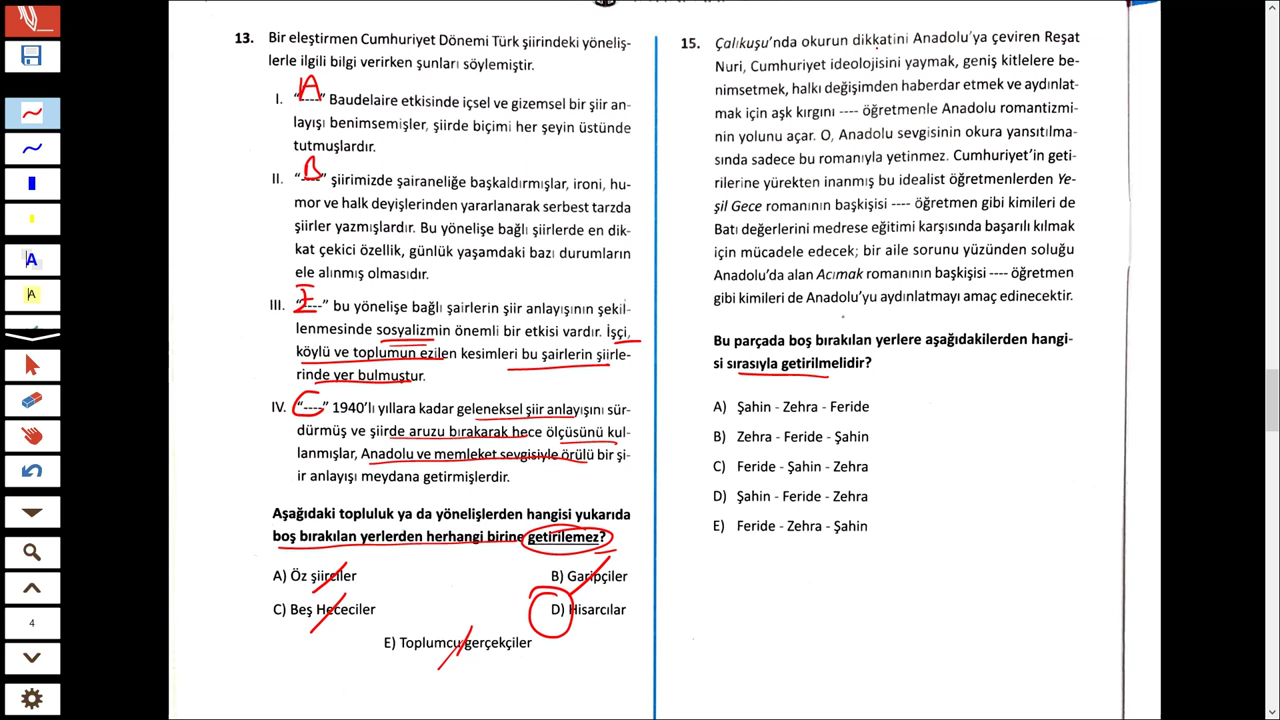 13. Bir eleştirmen Cumhuriyet Dönemi Türk şiirindeki yöneliş-
lerle ilgili bilgi verirken şunları söylemiştir.
A
I. "----" Baudelaire etkisinde içsel ve gizemsel bir şiir an-
layışı benimsemişler, şiirde biçimi her şeyin üstünde
tutmuşlardır.
B
II. "----" şiirimizde şairaneliğe başkaldırmışlar, ironi, hu-
mor ve halk deyişlerinden yararlanarak serbest tarzda
şiirler yazmışlardır. Bu yönelişe bağlı şiirlerde en dik-
kat çekici özellik, günlük yaşamdaki bazı durumların
ele alınmış olmasıdır.
E
III. "----" bu yönelişe bağlı şairlerin şiir anlayışının şekil-
lenmesinde sosyalizmin önemli bir etkisi vardır. İşçi,
köylü ve toplumun ezilen kesimleri bu şairlerin şiirle-
rinde yer bulmuştur.
C
IV. "----" 1940'lı yıllara kadar geleneksel şiir anlayışını sür-
dürmüş ve şiirde aruzu bırakarak hece ölçüsünü kul-
lanmışlar, Anadolu ve memleket sevgisiyle örülü bir şi-
ir anlayışı meydana getirmişlerdir.
Aşağıdaki topluluk ya da yönelişlerden hangisi yukarıda
boş bırakılan yerlerden herhangi birine getirilemez?
A) Öz şiirciler B) Garipçiler
C) Beş Hececiler D) Hisarcılar
E) Toplumcu gerçekçiler
15. Çalıkuşu'nda okurun dikkatini Anadolu'ya çeviren Reşat
Nuri, Cumhuriyet ideolojisini yaymak, geniş kitlelere be-
nimsetmek, halkı değişimden haberdar etmek ve aydınlat-
mak için aşk kırgını ---- öğretmenle Anadolu romantizmi-
nin yolunu açar. O, Anadolu sevgisinin okura yansıtılma-
sında sadece bu romanıyla yetinmez. Cumhuriyet'in geti-
rilerine yürekten inanmış bu idealist öğretmenlerden Ye-
şil Gece romanının başkişisi ---- öğretmen gibi kimileri de
Batı değerlerini medrese eğitimi karşısında başarılı kılmak
için mücadele edecek; bir aile sorunu yüzünden soluğu
Anadolu'da alan Acımak romanının başkişisi ---- öğretmen
gibi kimileri de Anadolu'yu aydınlatmayı amaç edinecektir.
Bu parçada boş bırakılan yerlere aşağıdakilerden hangi-
si sırasıyla getirilmelidir?
A) Şahin - Zehra - Feride
B) Zehra - Feride - Şahin
C) Feride - Şahin - Zehra
D) Şahin - Feride - Zehra
E) Feride - Zehra - Şahin
A
A
4